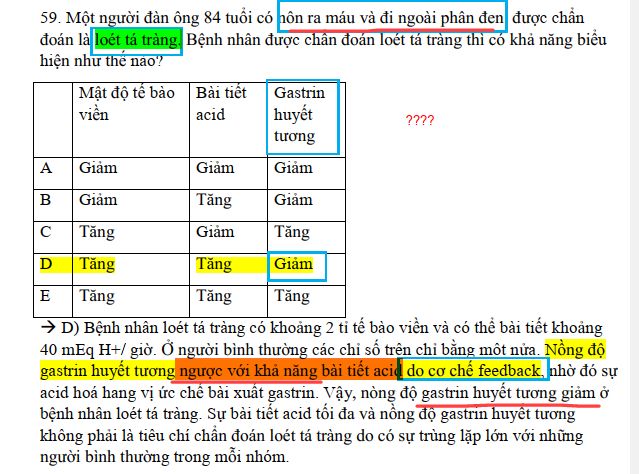 59. Một người đàn ông 84 tuổi có nôn ra máu và đi ngoài phân đen được chẩn
đoán là loét tá tràng. Bệnh nhân được chẩn đoán loét tá tràng thì có khả năng biểu
hiện như thế nào?
Mật độ tế bào viền Bài tiết acid Gastrin huyết tương
????
A Giảm Giảm Giảm
B Giảm Tăng Giảm
C Tăng Giảm Tăng
D Tăng Tăng Giảm
E Tăng Tăng Tăng
→ D) Bệnh nhân loét tá tràng có khoảng 2 tỉ tế bào viền và có thể bài tiết khoảng
40 mEq H+/ giờ. Ở người bình thường các chỉ số trên chỉ bằng một nửa. Nồng độ
gastrin huyết tương ngược với khả năng bài tiết acid do cơ chế feedback, nhờ đó sự
acid hoá hang vị ức chế bài xuất gastrin. Vậy, nòng độ gastrin huyết tương giảm ở
bệnh nhân loét tá tràng. Sự bài tiết acid tối đa và nồng độ gastrin huyết tương
không phải là tiêu chí chẩn đoán loét tá tràng do có sự trùng lặp lớn với những
người bình thường trong mỗi nhóm.